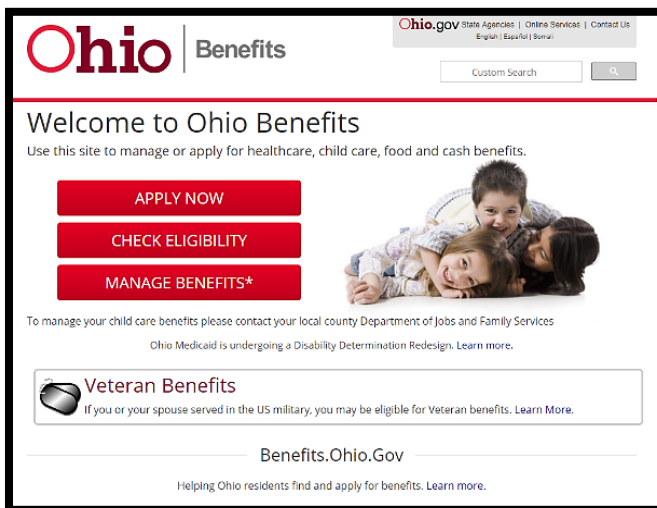 Ohio Benefits
Ohio.gov State Agencies | Online Services | Contact Us
English | Español | Somali
Custom Search
Welcome to Ohio Benefits
Use this site to manage or apply for healthcare, child care, food and cash benefits.
APPLY NOW
CHECK ELIGIBILITY
MANAGE BENEFITS*
To manage your child care benefits please contact your local county Department of Jobs and Family Services
Ohio Medicaid is undergoing a Disability Determination Redesign. Learn more.
Veteran Benefits
If you or your spouse served in the US military, you may be eligible for Veteran benefits. Learn More.
Benefits.Ohio.Gov
Helping Ohio residents find and apply for benefits. Learn more.